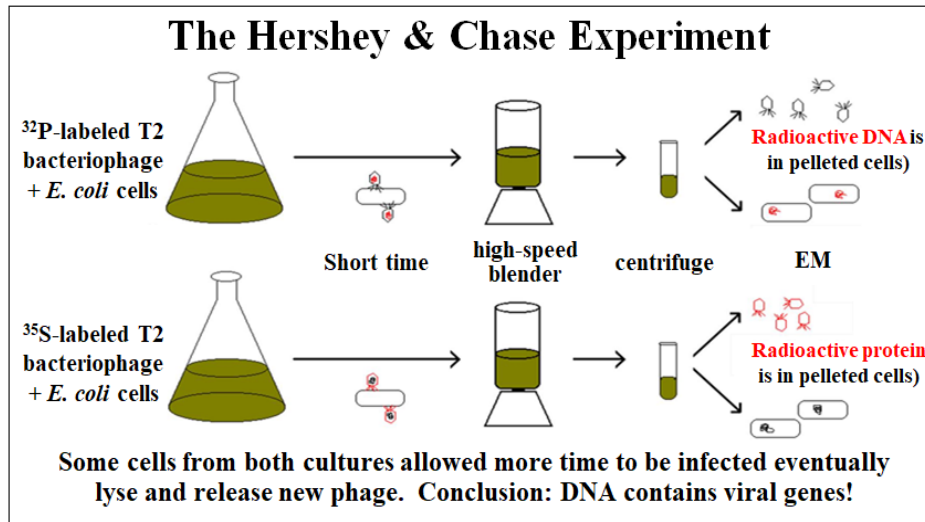 The Hershey & Chase Experiment
³²P-labeled T2
bacteriophage
+ E. coli cells
Radioactive DNA is
in pelleted cells)
Short time
high-speed
blender
centrifuge
EM
³⁵S-labeled T2
bacteriophage
+ E. coli cells
Radioactive protein
is in pelleted cells)
Some cells from both cultures allowed more time to be infected eventually
lyse and release new phage. Conclusion: DNA contains viral genes!